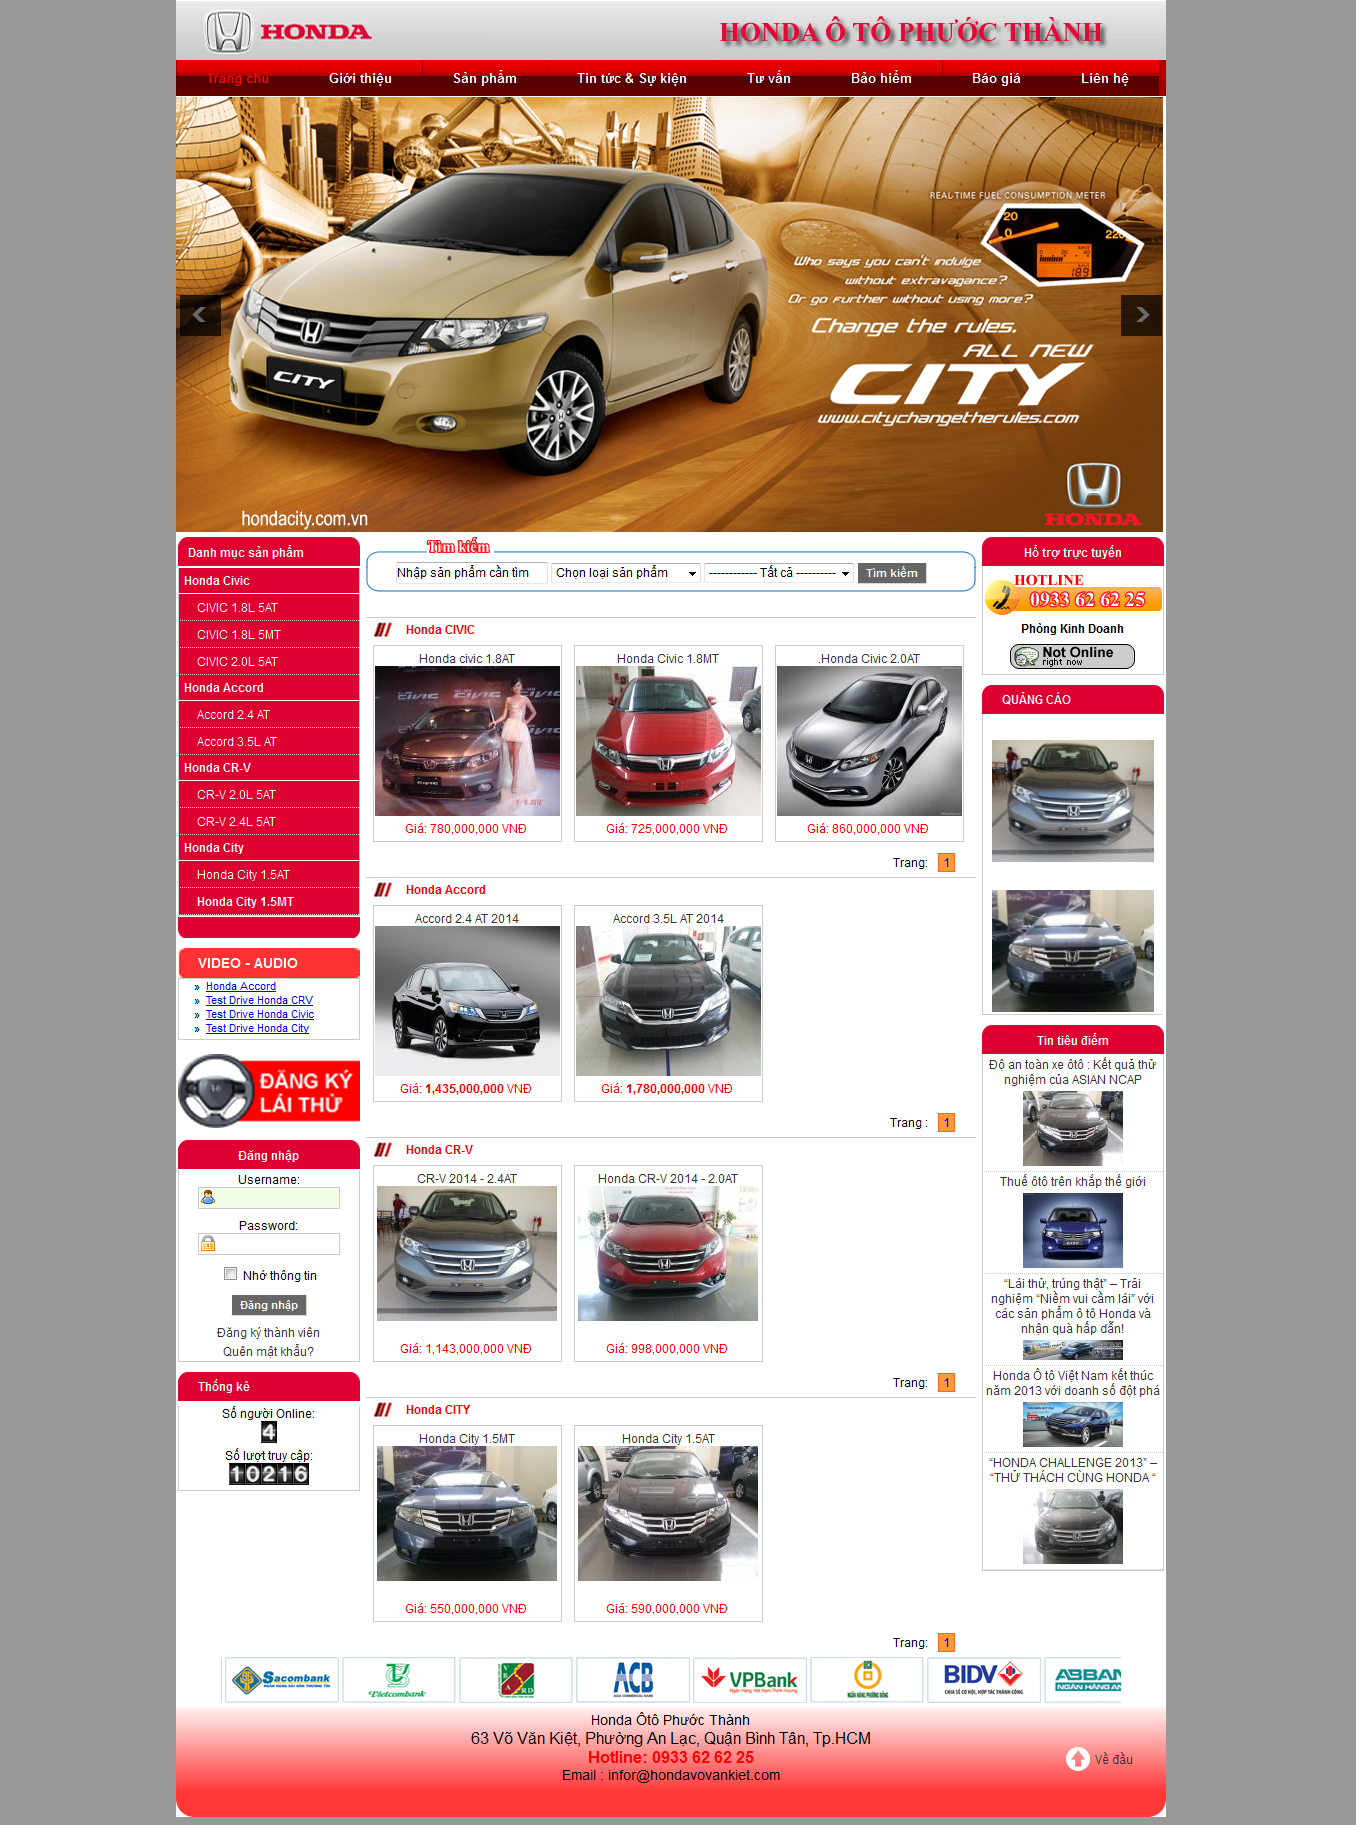 HONDA
HONDA Ô TÔ PHƯỚC THÀNH
Trang chủ
Giới thiệu
Sản phẩm
Tin tức & Sự kiện
Tư vấn
Bảo hiểm
Báo giá
Liên hệ
REAL-TIME FUEL CONSUMPTION METER
Who says you can't indulge
without extravagance?
Or go further without using more?
Change the rules.
ALL NEW
CITY
www.citychangetherules.com
CITY
HONDA
hondacity.com.vn
Danh mục sản phẩm
Honda Civic
CIVIC 1.8L 5AT
CIVIC 1.8L 5MT
CIVIC 2.0L 5AT
Honda Accord
Accord 2.4 AT
Accord 3.5L AT
Honda CR-V
CR-V 2.0L 5AT
CR-V 2.4L 5AT
Honda City
Honda City 1.5AT
Honda City 1.5MT
VIDEO - AUDIO
Honda Accord
Test Drive Honda CRV
Test Drive Honda Civic
Test Drive Honda City
ĐĂNG KÝ
LÁI THỬ
Đăng nhập
Username:
Password:
Nhớ thông tin
Đăng nhập
Đăng ký thành viên
Quên mật khẩu?
Thống kê
Số người Online:
4
Số lượt truy cập:
10216
Tìm kiếm
Nhập sản phẩm cần tìm
Chọn loại sản phẩm
------------ Tất cả ----------
Tìm kiếm
Honda CIVIC
Honda civic 1.8AT
Giá: 780,000,000 VNĐ
Honda Civic 1.8MT
Giá: 725,000,000 VNĐ
.Honda Civic 2.0AT
Giá: 860,000,000 VNĐ
Trang: 1
Honda Accord
Accord 2.4 AT 2014
Giá: 1,435,000,000 VNĐ
Accord 3.5L AT 2014
Giá: 1,780,000,000 VNĐ
Trang : 1
Honda CR-V
CR-V 2014 - 2.4AT
Giá: 1,143,000,000 VNĐ
Honda CR-V 2014 - 2.0AT
Giá: 998,000,000 VNĐ
Trang: 1
Honda CITY
Honda City 1.5MT
Giá: 550,000,000 VNĐ
Honda City 1.5AT
Giá: 590,000,000 VNĐ
Trang: 1
Hổ trợ trực tuyến
HOTLINE
0933 62 62 25
Phòng Kinh Doanh
Not Online
right now
QUẢNG CÁO
Tin tiêu điểm
Độ an toàn xe ôtô : Kết quả thử
nghiệm của ASIAN NCAP
Thuế ôtô trên khắp thế giới
“Lái thử, trúng thật” – Trải
nghiệm “Niềm vui cầm lái” với
các sản phẩm ô tô Honda và
nhận quà hấp dẫn!
Honda Ô tô Việt Nam kết thúc
năm 2013 với doanh số đột phá
“HONDA CHALLENGE 2013” –
“THỬ THÁCH CÙNG HONDA “
Sacombank
Vietcombank
ACB
VPBank
NGÂN HÀNG PHƯƠNG ĐÔNG
BIDV
CHIA SẺ CƠ HỘI, HỢP TÁC THÀNH CÔNG
ABBAN
NGÂN HÀNG AN
Honda Ôtô Phước Thành
63 Võ Văn Kiệt, Phường An Lạc, Quận Bình Tân, Tp.HCM
Hotline: 0933 62 62 25
Email : infor@hondavovankiet.com
Về đầu